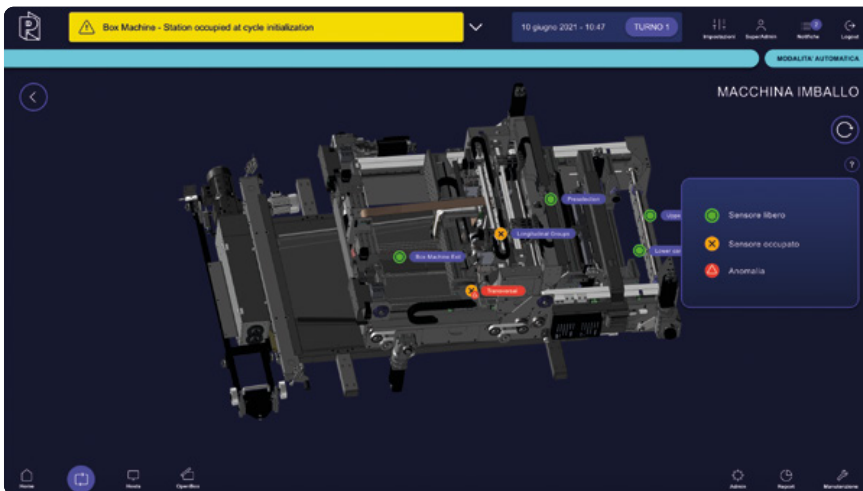 Box Machine - Station occupied at cycle initialization
10 giugno 2021 - 10:47
TURNO 1
Impostazioni
SuperAdmin
Notifiche
Logout
MODALITA' AUTOMATICA
MACCHINA IMBALLO
?
Preselection
Longitudinal Groups
Box Machine Exit
Transversal
Sensore libero
Sensore occupato
Anomalia
Home
Hosts
OpenBox
Admin
Report
Manutenzione